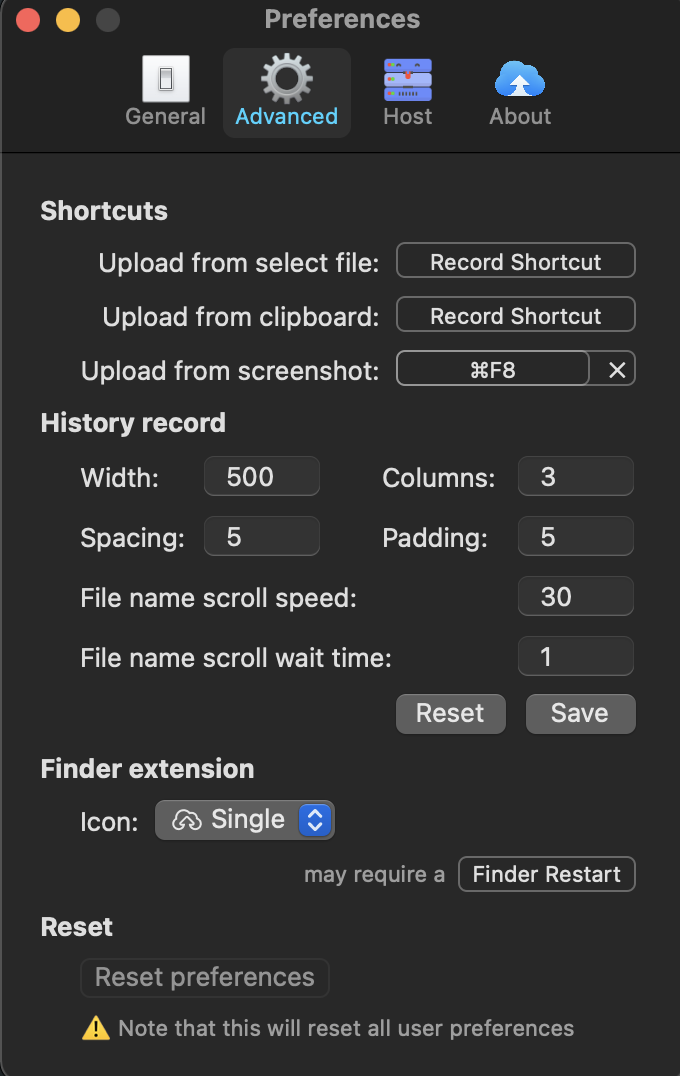 Preferences
General Advanced Host About
Shortcuts
Upload from select file: Record Shortcut
Upload from clipboard: Record Shortcut
Upload from screenshot: ⌘F8 ×
History record
Width: 500 Columns: 3
Spacing: 5 Padding: 5
File name scroll speed: 30
File name scroll wait time: 1
Reset Save
Finder extension
Icon: Single
may require a Finder Restart
Reset
Reset preferences
Note that this will reset all user preferences